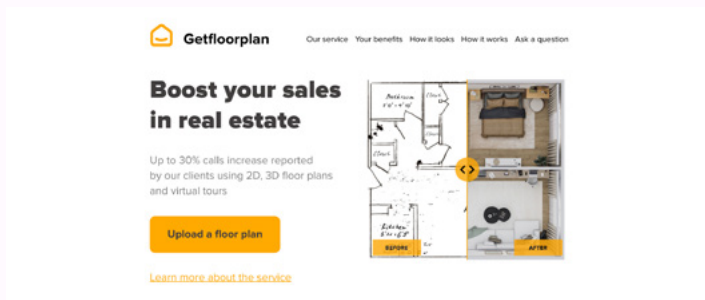 Getfloorplan
Our service Your benefits How it looks How it works Ask a question
Boost your sales
in real estate
Up to 30% calls increase reported
by our clients using 2D, 3D floor plans
and virtual tours
Upload a floor plan
Learn more about the service
Bathroom
Closet
Closet
Kitchen
BEFORE
AFTER